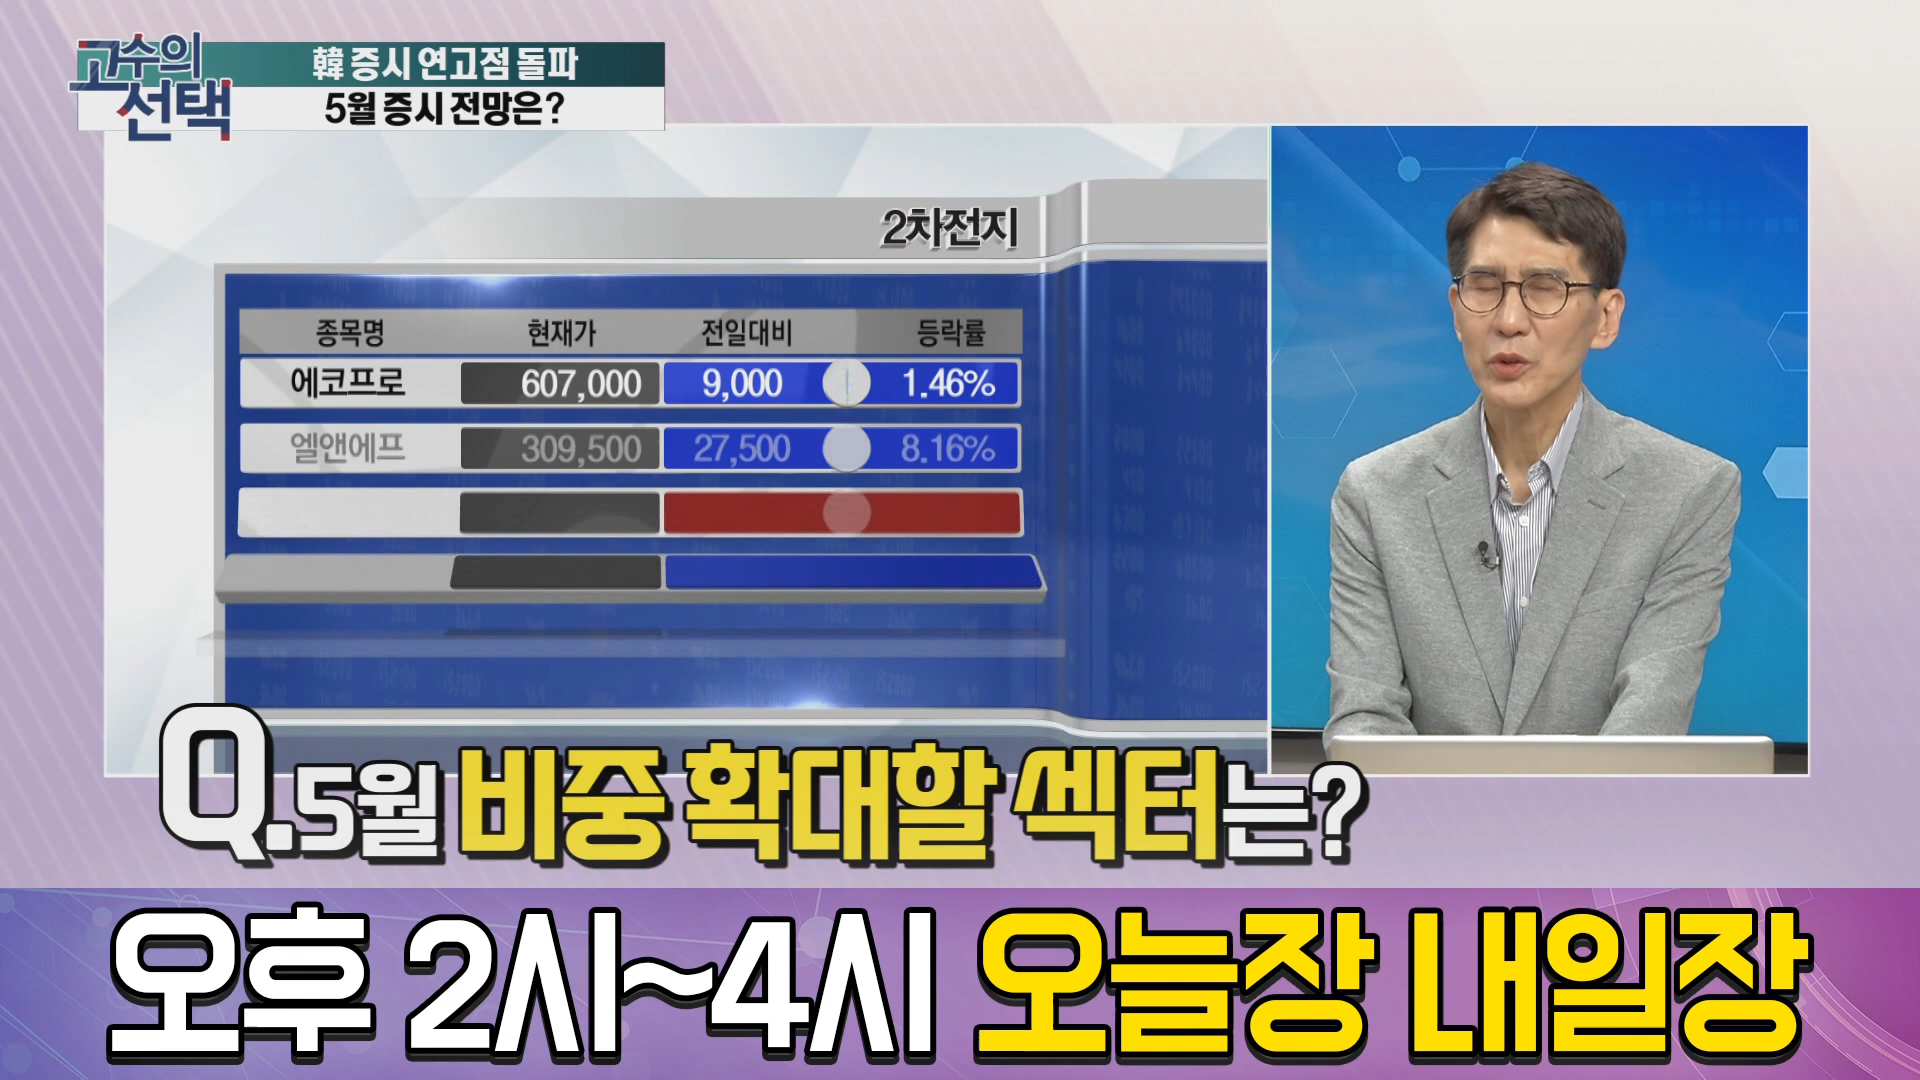 고수의 선택
韓 증시 연고점 돌파
5월 증시 전망은?
2차전지
종목명 현재가 전일대비 등락률
에코프로 607,000 9,000 1.46%
엘앤에프 309,500 27,500 8.16%
Q.5월 비중 확대할 섹터는?
오후 2시~4시 오늘장 내일장